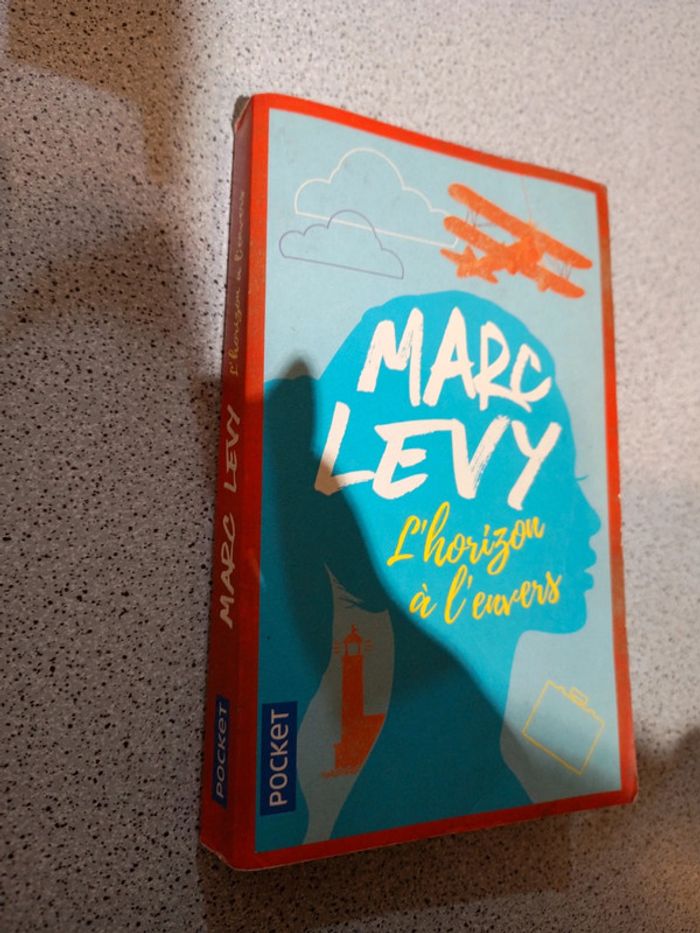 MARC
LEVY
L'horizon
à l'envers
POCKET
POCKET
MARC LEVY
L'horizon à l'envers